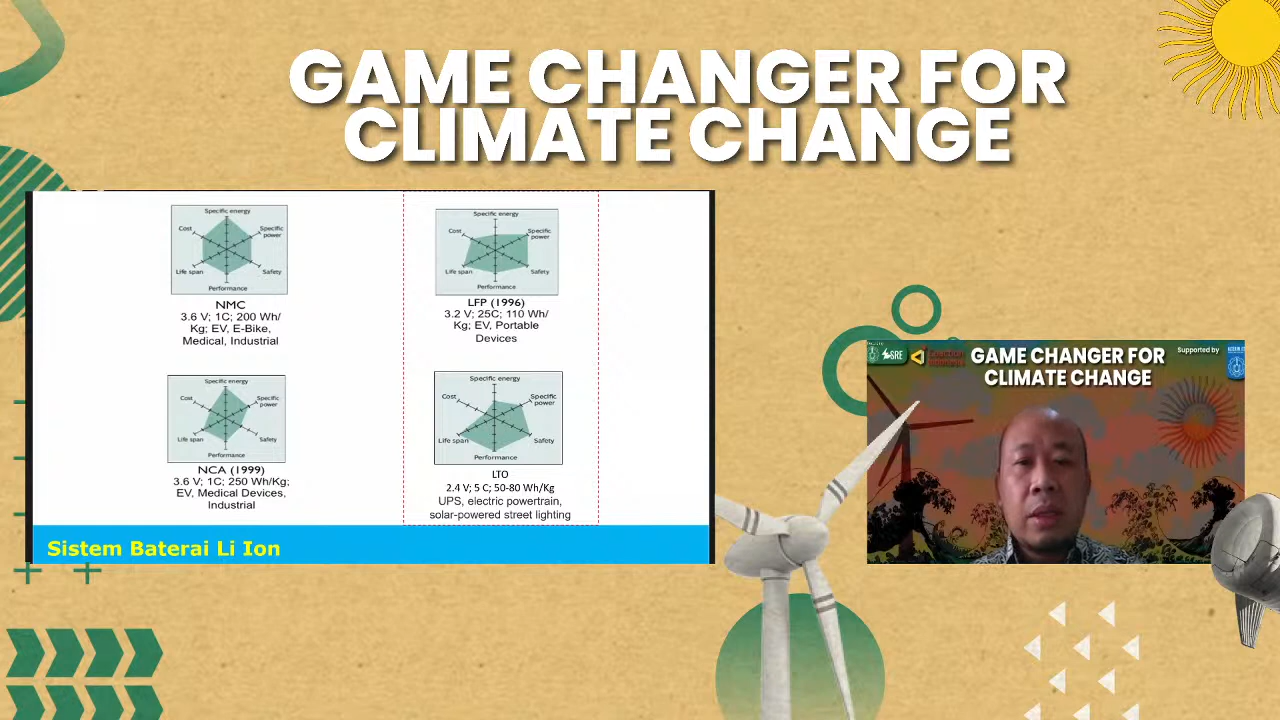 GAME CHANGER FOR
CLIMATE CHANGE
Specific energy
Cost
Specific
power
Life span
Safety
Performance
NMC
3.6 V; 1C; 200 Wh/
Kg; EV, E-Bike,
Medical, Industrial
Specific energy
Cost
Specific
power
Life span
Safety
Performance
LFP (1996)
3.2 V; 25C; 110 Wh/
Kg; EV, Portable
Devices
Specific energy
Cost
Specific
power
Life span
Safety
Performance
NCA (1999)
3.6 V; 1C; 250 Wh/Kg;
EV, Medical Devices,
Industrial
Specific energy
Cost
Specific
power
Life span
Safety
Performance
LTO
2.4 V; 5 C; 50-80 Wh/Kg
UPS, electric powertrain,
solar-powered street lighting
Sistem Baterai Li Ion
SRE
GAME CHANGER FOR
CLIMATE CHANGE
Supported by